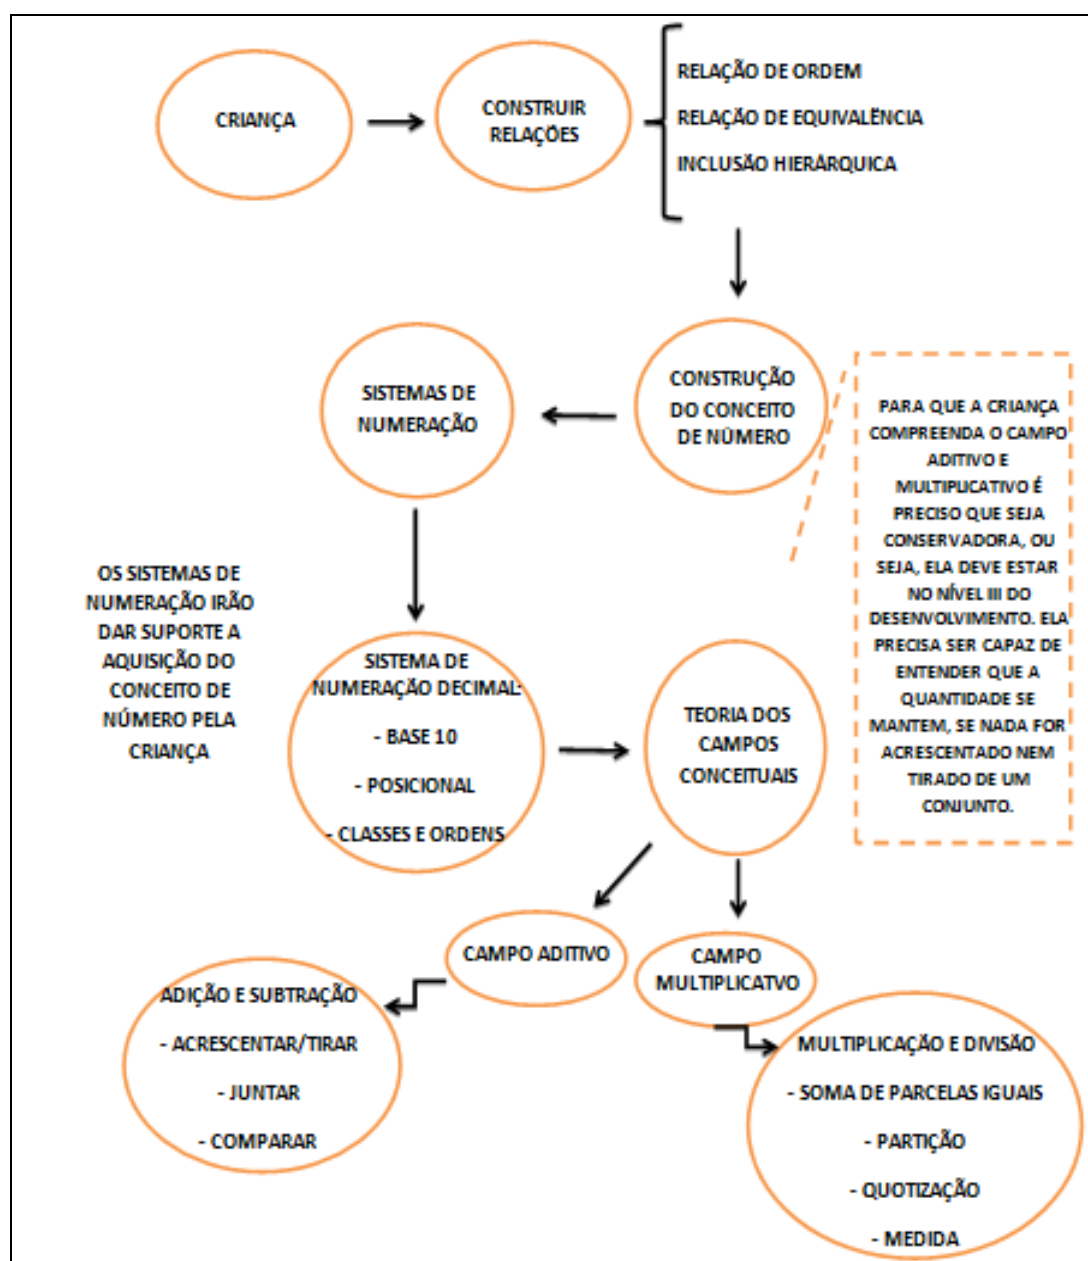 CRIANÇA
CONSTRUIR
RELAÇÕES
RELAÇÃO DE ORDEM
RELAÇÃO DE EQUIVALÊNCIA
INCLUSÃO HIERÁRQUICA
CONSTRUÇÃO
DO CONCEITO
DE NÚMERO
SISTEMAS DE
NUMERAÇÃO
PARA QUE A CRIANÇA
COMPREENDA O CAMPO
ADITIVO E
MULTIPLICATIVO É
PRECISO QUE SEJA
CONSERVADORA, OU
SEJA, ELA DEVE ESTAR
NO NÍVEL III DO
DESENVOLVIMENTO. ELA
PRECISA SER CAPAZ DE
ENTENDER QUE A
QUANTIDADE SE
MANTEM, SE NADA FOR
ACRESCENTADO NEM
TIRADO DE UM
CONJUNTO.
OS SISTEMAS DE
NUMERAÇÃO IRÃO
DAR SUPORTE A
AQUISIÇÃO DO
CONCEITO DE
NÚMERO PELA
CRIANÇA
SISTEMA DE
NUMERAÇÃO DECIMAL:
- BASE 10
- POSICIONAL
- CLASSES E ORDENS
TEORIA DOS
CAMPOS
CONCEITUAIS
CAMPO ADITIVO
CAMPO
MULTIPLICATVO
ADIÇÃO E SUBTRAÇÃO
- ACRESCENTAR/TIRAR
- JUNTAR
- COMPARAR
MULTIPLICAÇÃO E DIVISÃO
- SOMA DE PARCELAS IGUAIS
- PARTIÇÃO
- QUOTIZAÇÃO
- MEDIDA